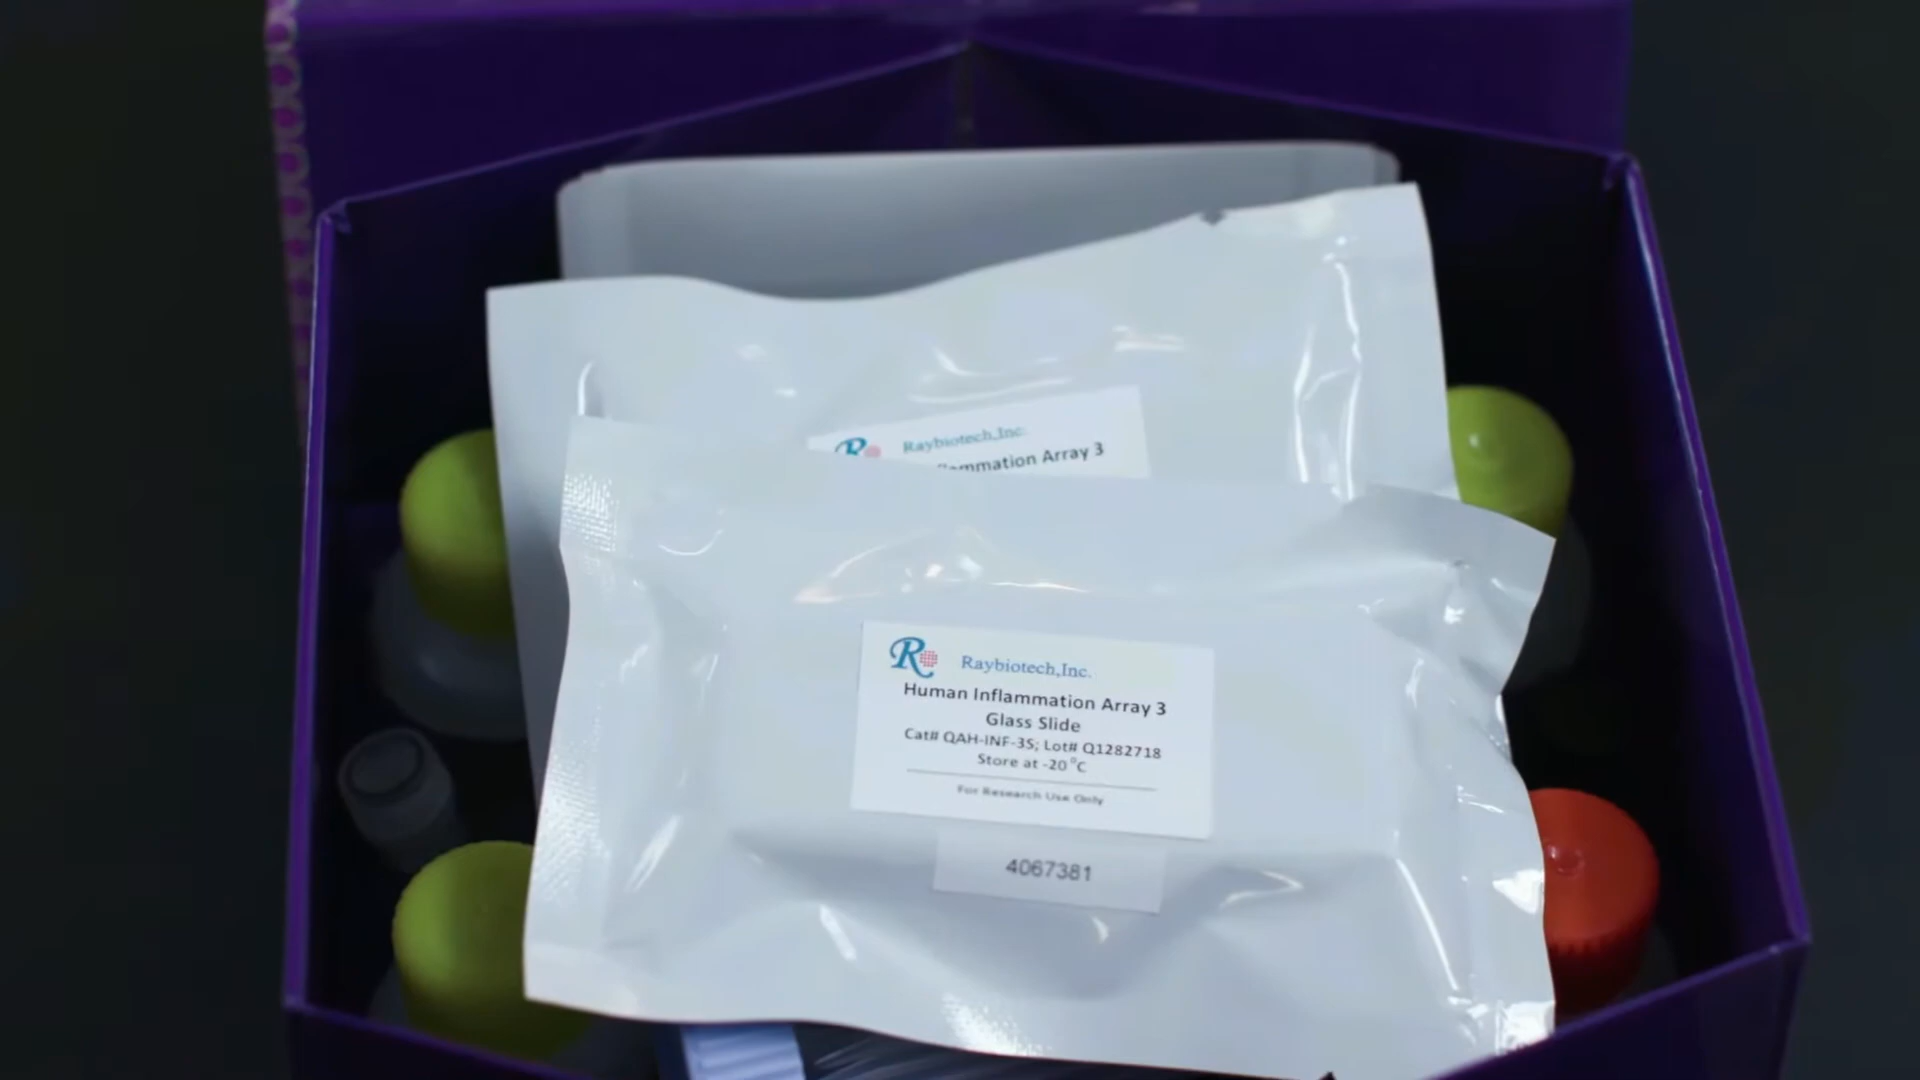 Raybiotech,Inc.
mmation Array 3
R
Raybiotech,Inc.
Human Inflammation Array 3
Glass Slide
Cat# QAH-INF-3S; Lot# Q1282718
Store at -20 °C
For Research Use Only
4067381